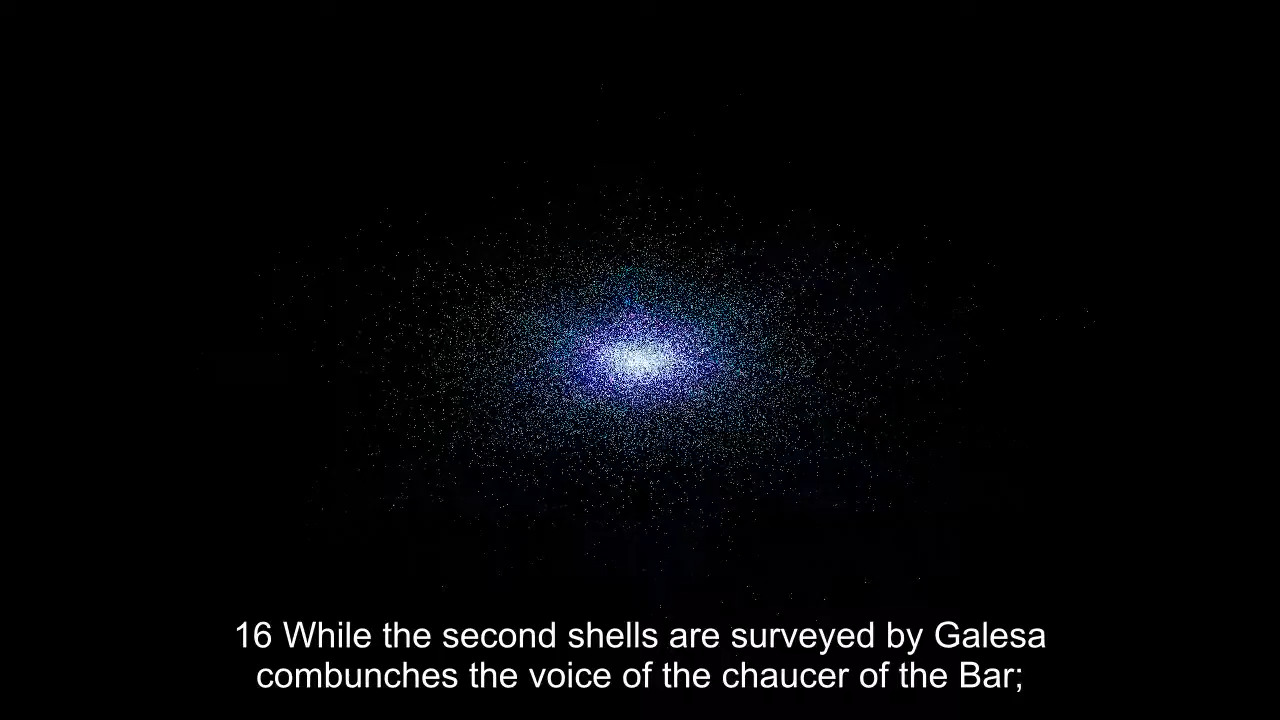 16 While the second shells are surveyed by Galesa
combunches the voice of the chaucer of the Bar;